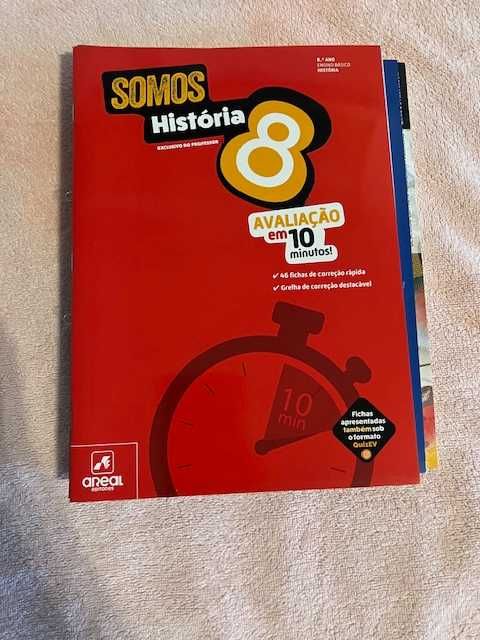 8.º ANO
ENSINO BÁSICO
HISTÓRIA
SOMOS
História
8
EXCLUSIVO DO PROFESSOR
AVALIAÇÃO
em 10
minutos!
✓ 46 fichas de correção rápida
✓ Grelha de correção destacável
10
min
Fichas
apresentadas
também sob
o formato
QuizEV
AREAL
EDITORES